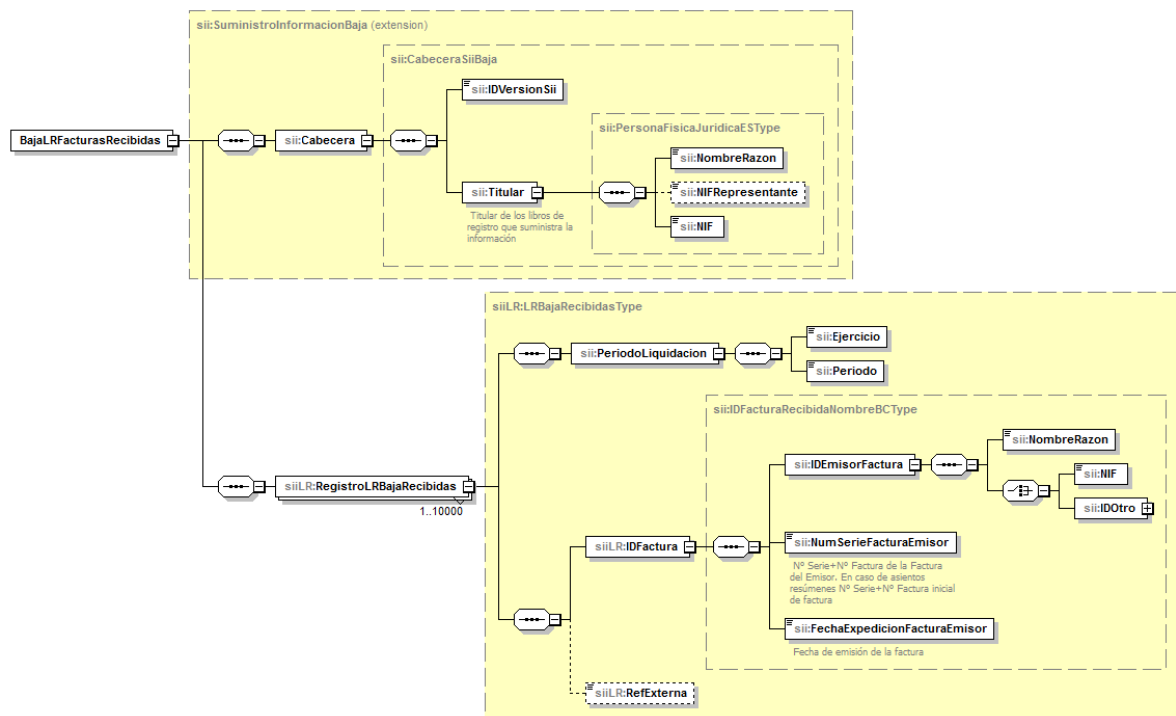 sii:SuministroInformacionBaja (extension)
sii:CabeceraSiiBaja
sii:IDVersionSii
sii:PersonaFisicaJuridicaESType
BajaLRFacturasRecibidas
sii:Cabecera
sii:NombreRazon
sii:Titular
sii:NIFRepresentante
Titular de los libros de
registro que suministra la
información
sii:NIF
siiLR:LRBajaRecibidasType
sii:Ejercicio
sii:PeriodoLiquidacion
sii:Periodo
sii:IDFacturaRecibidaNombreBCType
sii:NombreRazon
sii:IDEmisorFactura
sii:NIF
siiLR:RegistroLRBajaRecibidas
sii:IDOtro
1..10000
siiLR:IDFactura
sii:NumSerieFacturaEmisor
Nº Serie+Nº Factura de la Factura
del Emisor. En caso de asientos
resúmenes Nº Serie+Nº Factura inicial
de factura
sii:FechaExpedicionFacturaEmisor
Fecha de emisión de la factura
siiLR:RefExterna